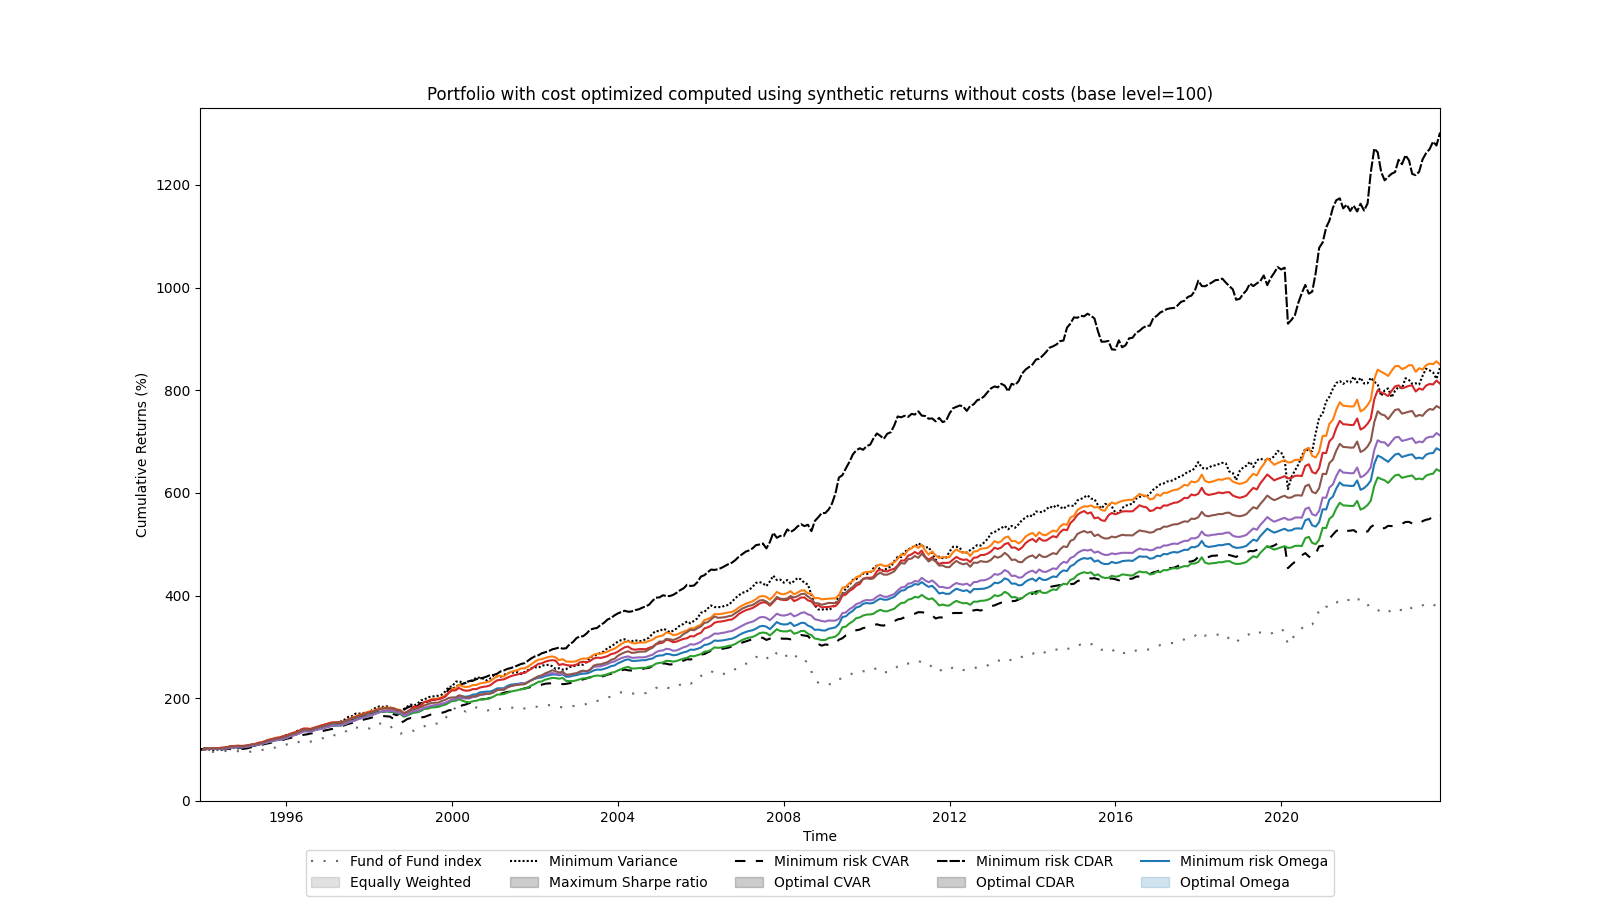 Portfolio with cost optimized computed using synthetic returns without costs (base level=100)
Cumulative Returns (%)
1200
1000
800
600
400
200
0
1996 2000 2004 2008 2012 2016 2020
Time
Fund of Fund index Minimum Variance Minimum risk CVAR Minimum risk CDAR Minimum risk Omega
Equally Weighted Maximum Sharpe ratio Optimal CVAR Optimal CDAR Optimal Omega